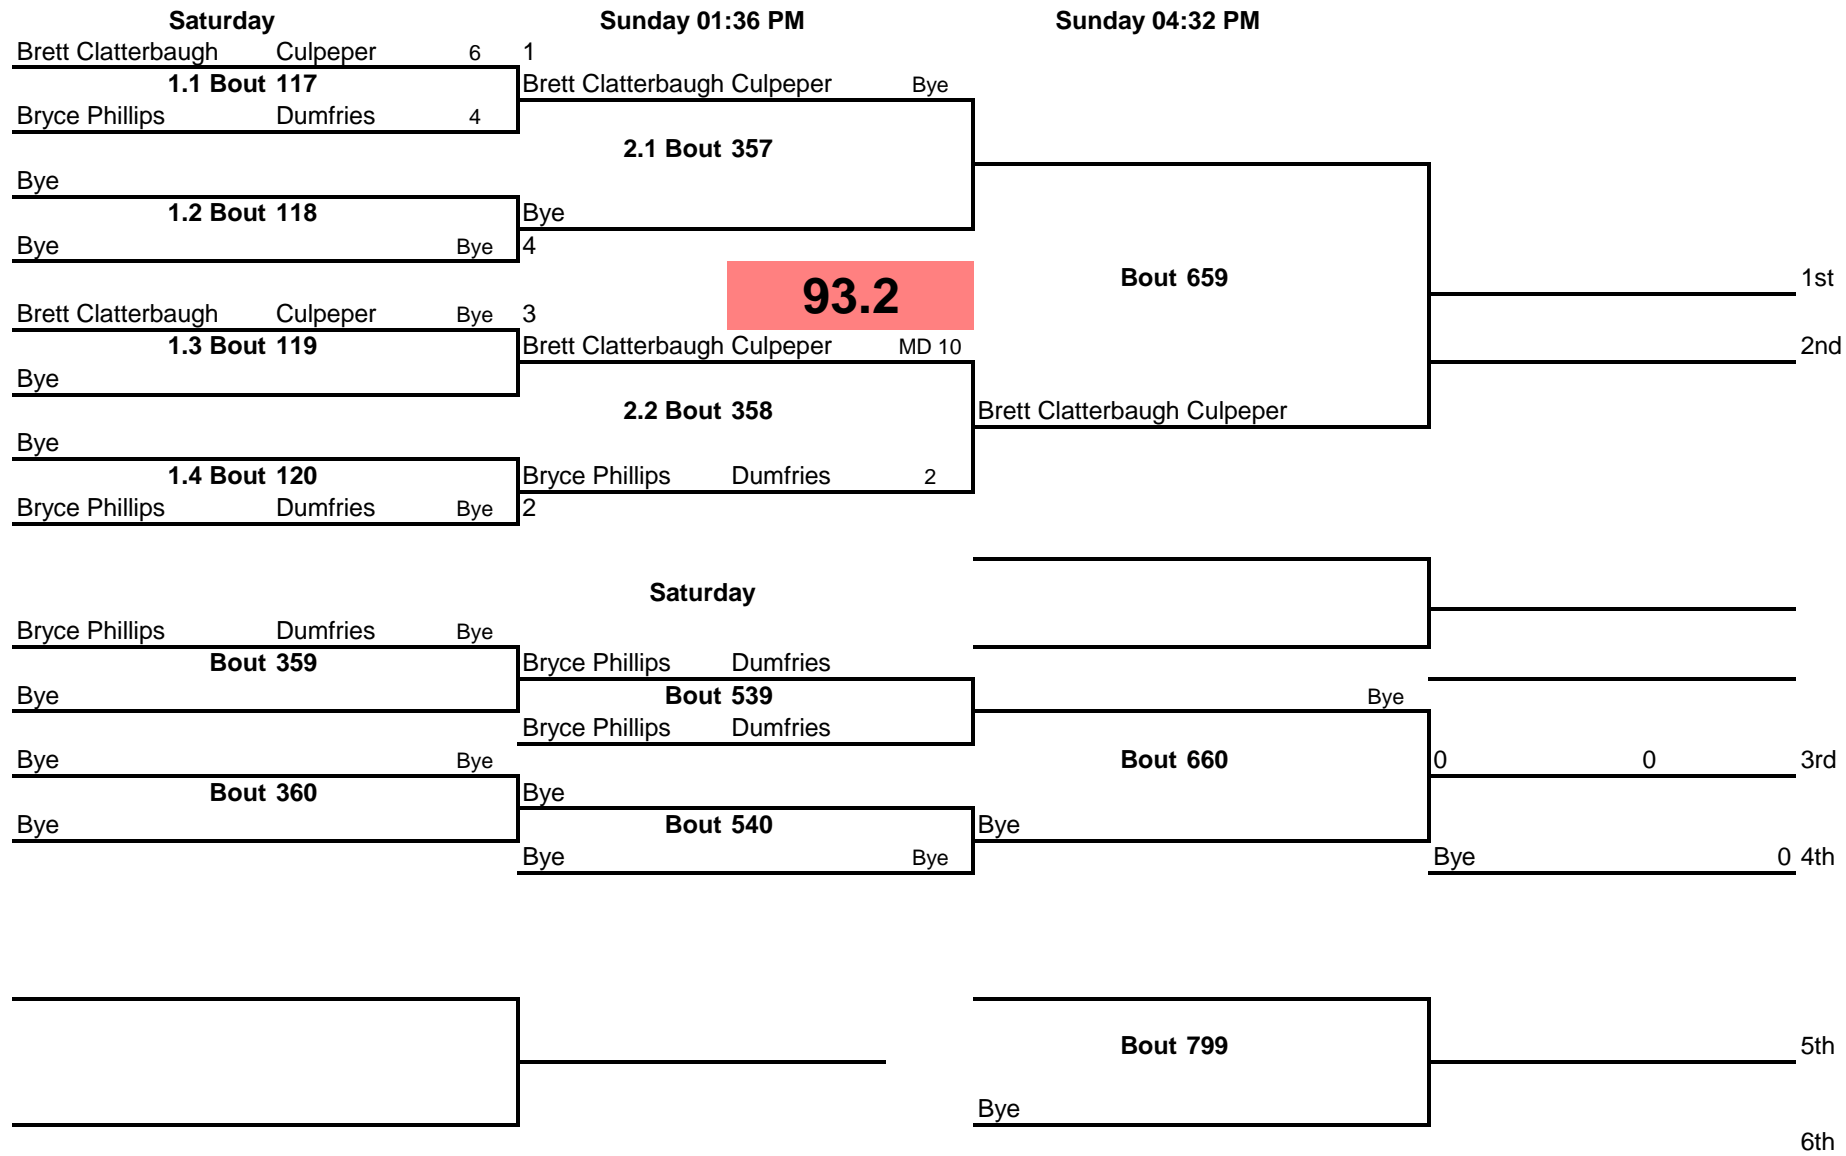 Saturday Sunday 01:36 PM Sunday 04:32 PM
Brett Clatterbaugh Culpeper 6 1
1.1 Bout 117 Brett Clatterbaugh Culpeper Bye
Bryce Phillips Dumfries 4
2.1 Bout 357
Bye
1.2 Bout 118 Bye
Bye Bye 4
Bout 659 1st
93.2
Brett Clatterbaugh Culpeper Bye 3
1.3 Bout 119 Brett Clatterbaugh Culpeper MD 10 2nd
Bye
2.2 Bout 358 Brett Clatterbaugh Culpeper
Bye
1.4 Bout 120 Bryce Phillips Dumfries 2
Bryce Phillips Dumfries Bye 2
Saturday
Bryce Phillips Dumfries Bye
Bout 359 Bryce Phillips Dumfries
Bye Bout 539 Bye
Bryce Phillips Dumfries
Bye Bye Bout 660 0 0 3rd
Bout 360 Bye
Bye Bout 540 Bye
Bye Bye Bye 0 4th
Bout 799 5th
Bye
6th